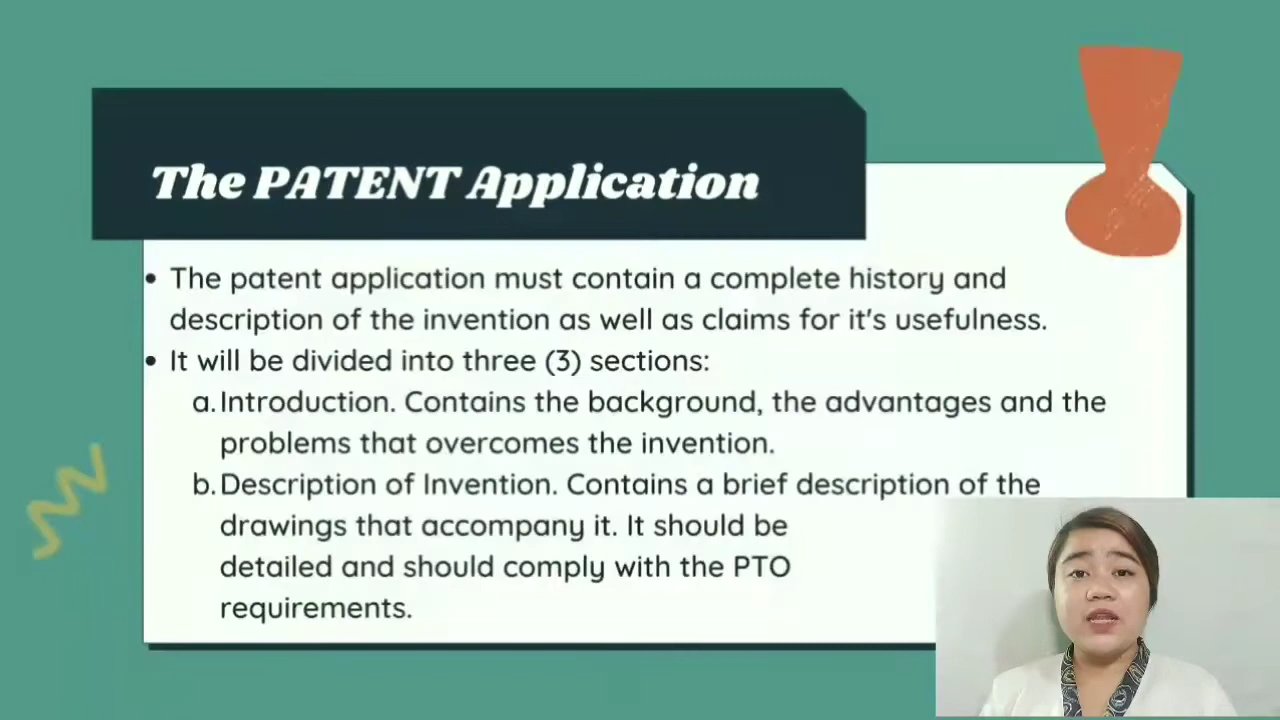 The PATENT Application
• The patent application must contain a complete history and
description of the invention as well as claims for it's usefulness.
• It will be divided into three (3) sections:
a. Introduction. Contains the background, the advantages and the
problems that overcomes the invention.
b. Description of Invention. Contains a brief description of the
drawings that accompany it. It should be
detailed and should comply with the PTO
requirements.